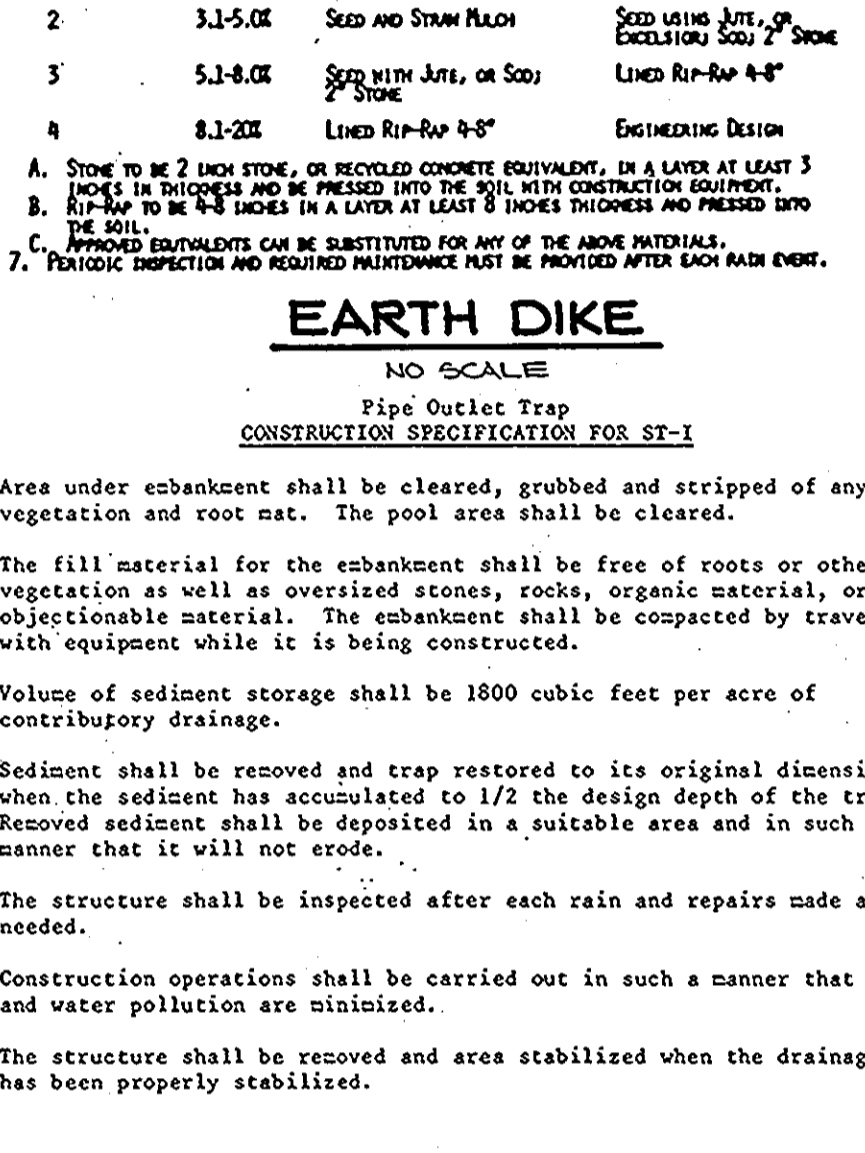 2 3.1-5.0% SEED AND STRAW MULCH SEED USING JUTE, OR
EXCELSIOR; SOD; 2" STONE
3 5.1-8.0% SEED WITH JUTE, OR SOD;
2" STONE LINED RIP-RAP 4-8"
4 8.1-20% LINED RIP-RAP 4-8" ENGINEERING DESIGN
A. STONE TO BE 2 INCH STONE, OR RECYCLED CONCRETE EQUIVALENT, IN A LAYER AT LEAST 3
INCHES IN THICKNESS AND BE PRESSED INTO THE SOIL WITH CONSTRUCTION EQUIPMENT.
B. RIP-RAP TO BE 4-8 INCHES IN A LAYER AT LEAST 8 INCHES THICKNESS AND PRESSED INTO
THE SOIL.
C. APPROVED EQUIVALENTS CAN BE SUBSTITUTED FOR ANY OF THE ABOVE MATERIALS.
7. PERIODIC INSPECTION AND REQUIRED MAINTENANCE MUST BE PROVIDED AFTER EACH RAIN EVENT.
EARTH DIKE
NO SCALE
Pipe Outlet Trap
CONSTRUCTION SPECIFICATION FOR ST-I
Area under embankment shall be cleared, grubbed and stripped of any
vegetation and root mat. The pool area shall be cleared.
The fill material for the embankment shall be free of roots or othe
vegetation as well as oversized stones, rocks, organic material, or
objectionable material. The embankment shall be compacted by trave
with equipment while it is being constructed.
Volume of sediment storage shall be 1800 cubic feet per acre of
contributory drainage.
Sediment shall be removed and trap restored to its original dimensi
when the sediment has accumulated to 1/2 the design depth of the tr
Removed sediment shall be deposited in a suitable area and in such
manner that it will not erode.
The structure shall be inspected after each rain and repairs made a
needed.
Construction operations shall be carried out in such a manner that
and water pollution are minimized.
The structure shall be removed and area stabilized when the drainag
has been properly stabilized.